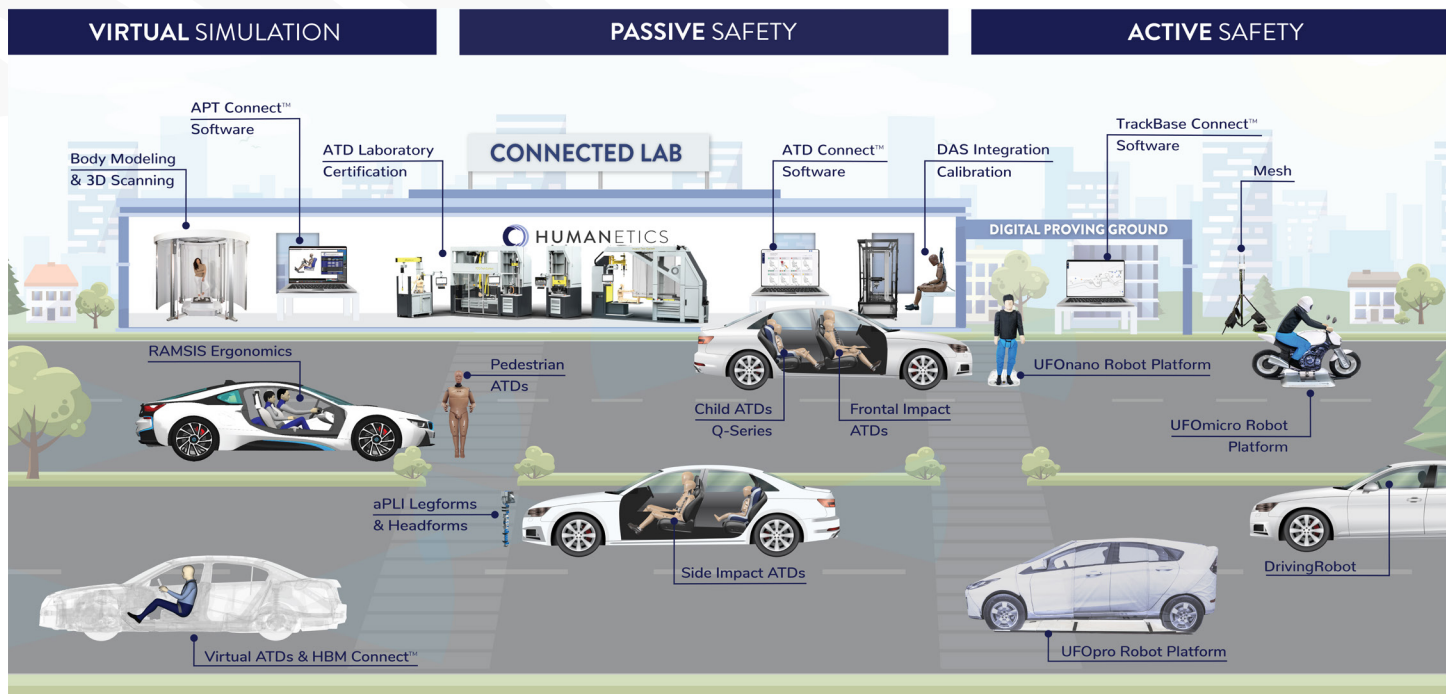 VIRTUAL SIMULATION
PASSIVE SAFETY
ACTIVE SAFETY
APT Connect™
Software
Body Modeling
& 3D Scanning
ATD Laboratory
Certification
CONNECTED LAB
ATD Connect™
Software
DAS Integration
Calibration
TrackBase Connect™
Software
Mesh
HUMANETICS
DIGITAL PROVING GROUND
RAMSIS Ergonomics
Pedestrian
ATDs
Child ATDs
Q-Series
Frontal Impact
ATDs
UFOnano Robot Platform
UFOmicro Robot
Platform
aPLI Legforms
& Headforms
Side Impact ATDs
DrivingRobot
Virtual ATDs & HBM Connect™
UFOpro Robot Platform